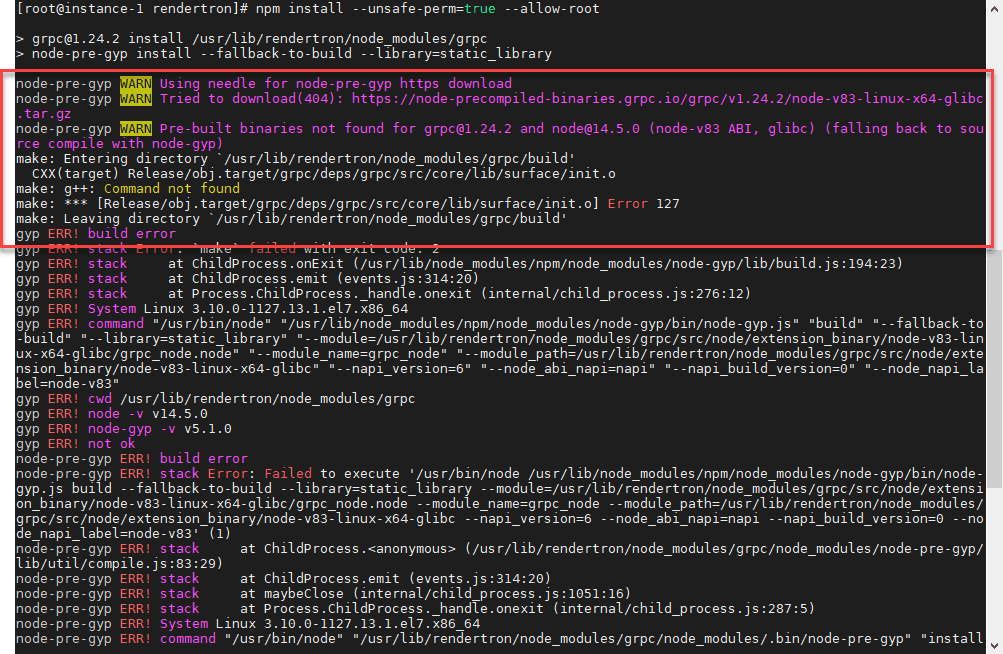 [root@instance-1 rendertron]# npm install --unsafe-perm=true --allow-root
> grpc@1.24.2 install /usr/lib/rendertron/node_modules/grpc
> node-pre-gyp install --fallback-to-build --library=static_library
node-pre-gyp WARN Using needle for node-pre-gyp https download
node-pre-gyp WARN Tried to download(404): https://node-precompiled-binaries.grpc.io/grpc/v1.24.2/node-v83-linux-x64-glibc
.tar.gz
node-pre-gyp WARN Pre-built binaries not found for grpc@1.24.2 and node@14.5.0 (node-v83 ABI, glibc) (falling back to sou
rce compile with node-gyp)
make: Entering directory `/usr/lib/rendertron/node_modules/grpc/build'
  CXX(target) Release/obj.target/grpc/deps/grpc/src/core/lib/surface/init.o
make: g++: Command not found
make: *** [Release/obj.target/grpc/deps/grpc/src/core/lib/surface/init.o] Error 127
make: Leaving directory `/usr/lib/rendertron/node_modules/grpc/build'
gyp ERR! build error
gyp ERR! stack Error: `make` failed with exit code: 2
gyp ERR! stack     at ChildProcess.onExit (/usr/lib/node_modules/npm/node_modules/node-gyp/lib/build.js:194:23)
gyp ERR! stack     at ChildProcess.emit (events.js:314:20)
gyp ERR! stack     at Process.ChildProcess._handle.onexit (internal/child_process.js:276:12)
gyp ERR! System Linux 3.10.0-1127.13.1.el7.x86_64
gyp ERR! command "/usr/bin/node" "/usr/lib/node_modules/npm/node_modules/node-gyp/bin/node-gyp.js" "build" "--fallback-to
-build" "--library=static_library" "--module=/usr/lib/rendertron/node_modules/grpc/src/node/extension_binary/node-v83-lin
ux-x64-glibc/grpc_node.node" "--module_name=grpc_node" "--module_path=/usr/lib/rendertron/node_modules/grpc/src/node/exte
nsion_binary/node-v83-linux-x64-glibc" "--napi_version=6" "--node_abi_napi=napi" "--napi_build_version=0" "--node_napi_la
bel=node-v83"
gyp ERR! cwd /usr/lib/rendertron/node_modules/grpc
gyp ERR! node -v v14.5.0
gyp ERR! node-gyp -v v5.1.0
gyp ERR! not ok
node-pre-gyp ERR! build error
node-pre-gyp ERR! stack Error: Failed to execute '/usr/bin/node /usr/lib/node_modules/npm/node_modules/node-gyp/bin/node-
gyp.js build --fallback-to-build --library=static_library --module=/usr/lib/rendertron/node_modules/grpc/src/node/extensi
on_binary/node-v83-linux-x64-glibc/grpc_node.node --module_name=grpc_node --module_path=/usr/lib/rendertron/node_modules/
grpc/src/node/extension_binary/node-v83-linux-x64-glibc --napi_version=6 --node_abi_napi=napi --napi_build_version=0 --no
de_napi_label=node-v83' (1)
node-pre-gyp ERR! stack     at ChildProcess.<anonymous> (/usr/lib/rendertron/node_modules/grpc/node_modules/node-pre-gyp/
lib/util/compile.js:83:29)
node-pre-gyp ERR! stack     at ChildProcess.emit (events.js:314:20)
node-pre-gyp ERR! stack     at maybeClose (internal/child_process.js:1051:16)
node-pre-gyp ERR! stack     at Process.ChildProcess._handle.onexit (internal/child_process.js:287:5)
node-pre-gyp ERR! System Linux 3.10.0-1127.13.1.el7.x86_64
node-pre-gyp ERR! command "/usr/bin/node" "/usr/lib/rendertron/node_modules/grpc/node_modules/.bin/node-pre-gyp" "install